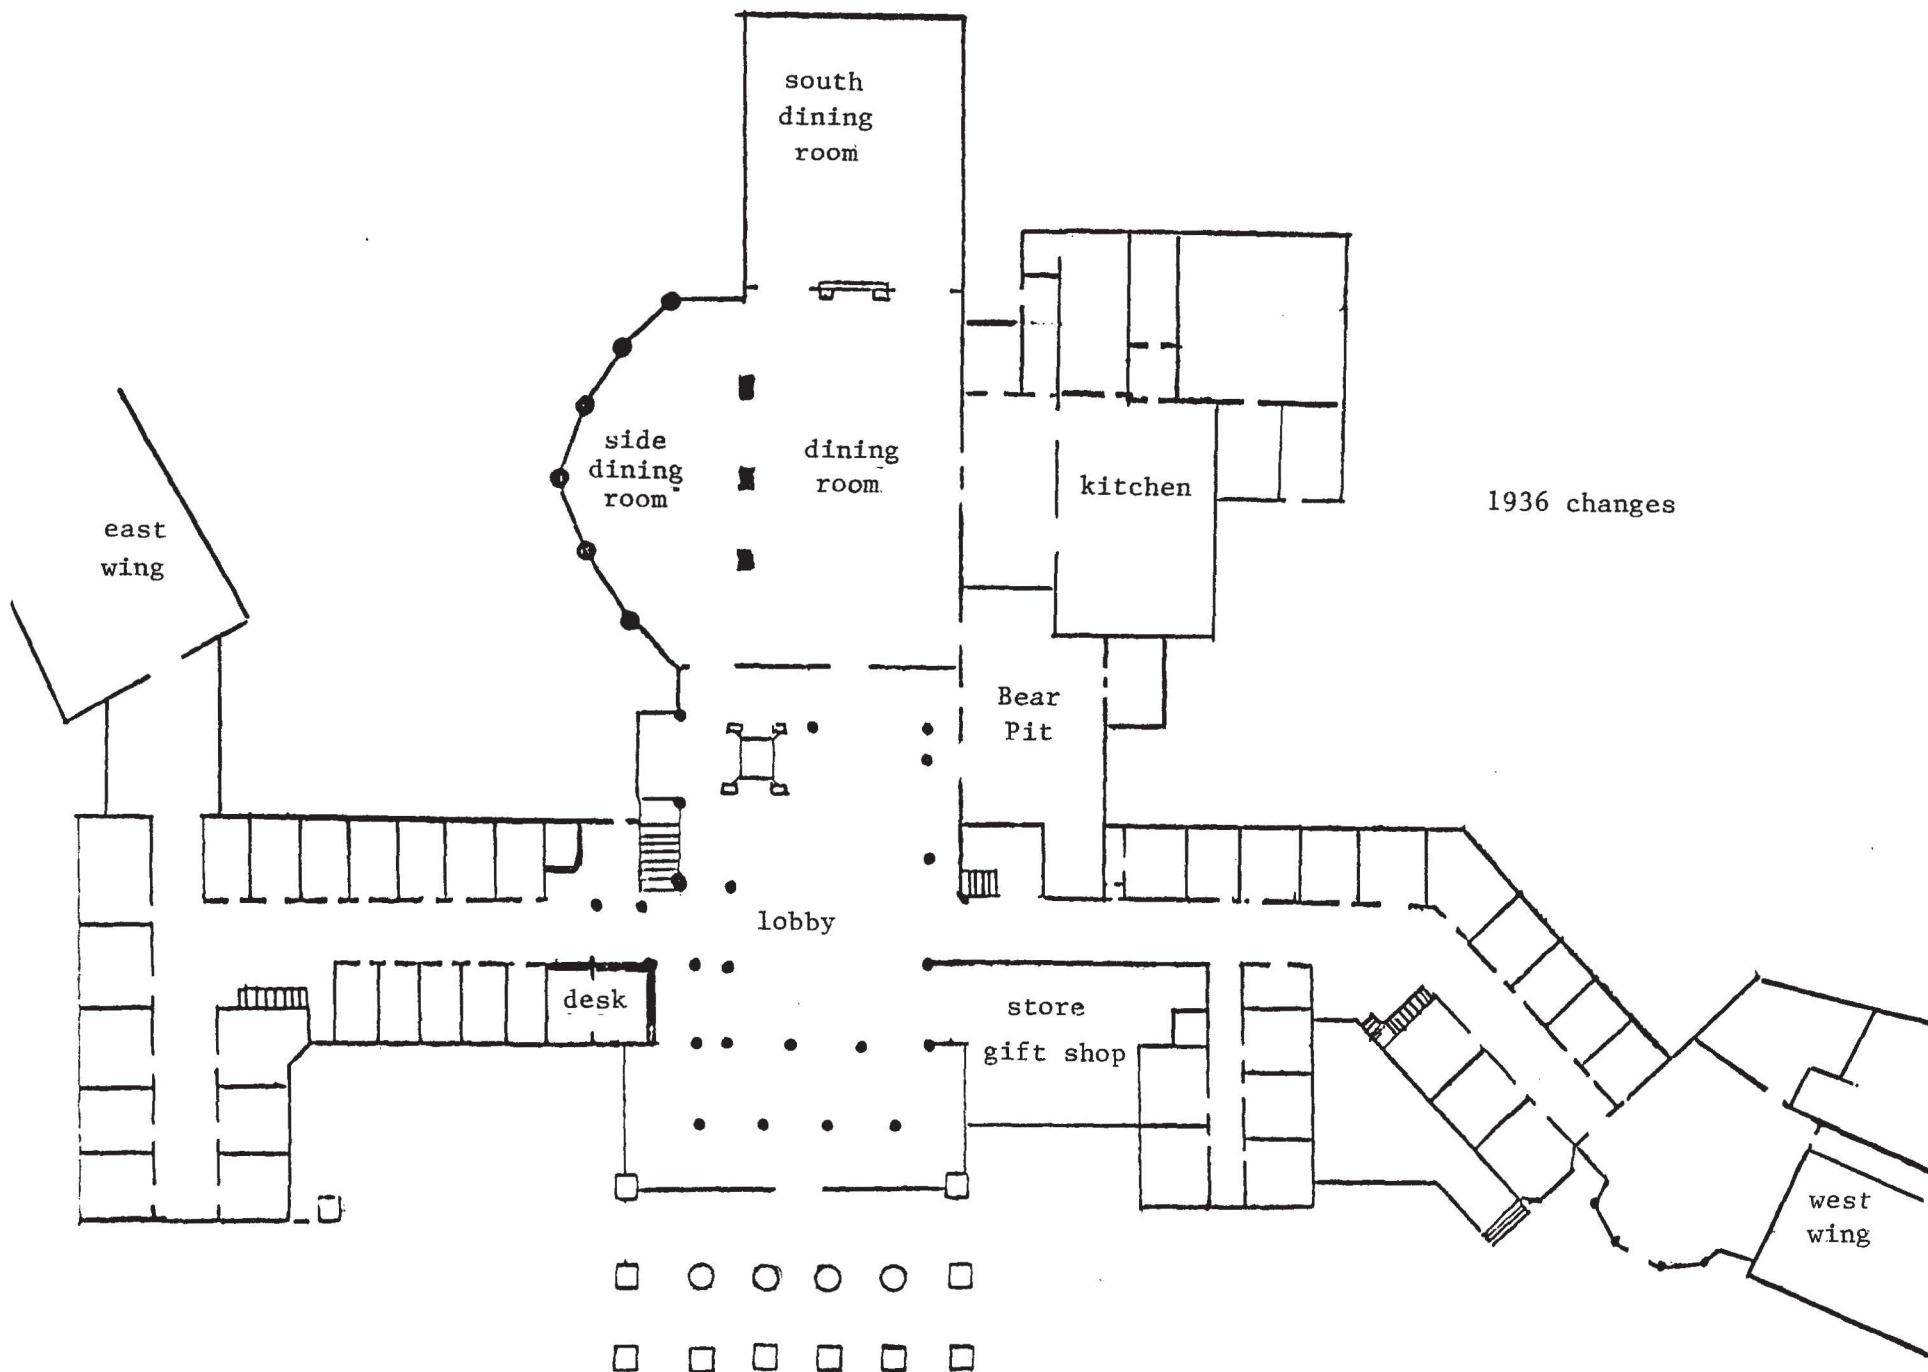 south
dining
room
side
dining
room
dining
room
kitchen
1936 changes
east
wing
Bear
Pit
lobby
desk
store
gift shop
west
wing